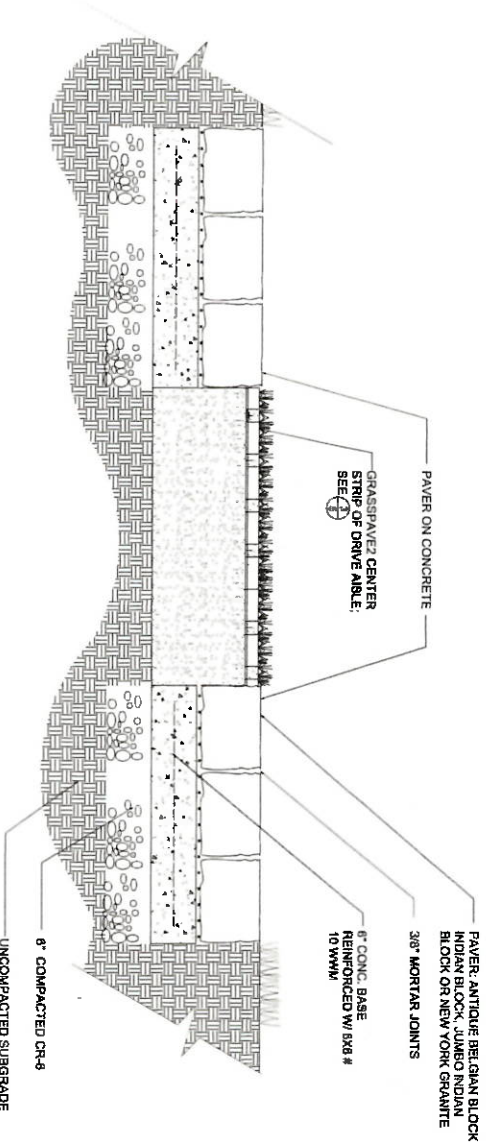 PAVER: ANTIQUE BELGIAN BLOCK
INDIAN BLOCK, JUMBO INDIAN
BLOCK OR NEW YORK GRANITE
3/8" MORTAR JOINTS
6" CONC. BASE
REINFORCED W/ 6X6 #
10 WWM
6" COMPACTED CR-6
UNCOMPACTED SUBGRADE
PAVER ON CONCRETE
GRASSPAVE2 CENTER
STRIP OF DRIVE AISLE;
SEE